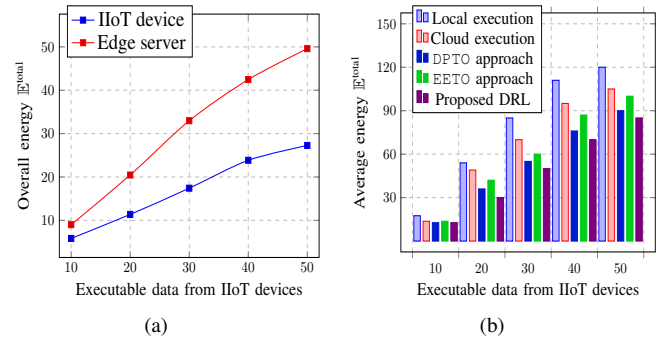 IIoT device
Edge server
50
40
30
20
10
10 20 30 40 50
Overall energy 𝔼^total
Executable data from IIoT devices
(a)
Local execution
Cloud execution
DPTO approach
EETO approach
Proposed DRL
150
120
90
60
30
10 20 30 40 50
Average energy 𝔼^total
Executable data from IIoT devices
(b)